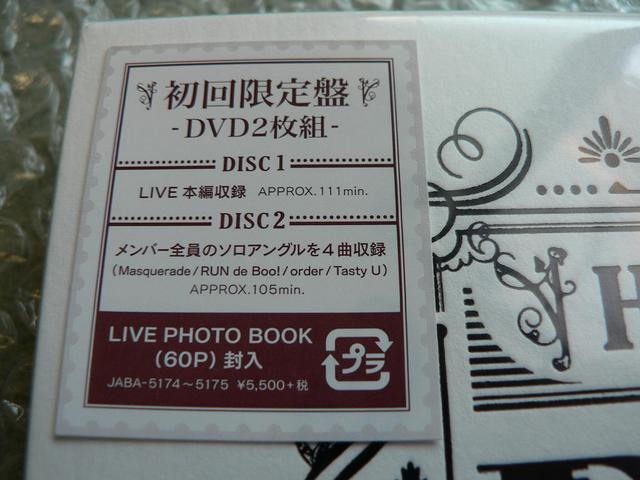 初回限定盤
-DVD2枚組-
DISC 1
LIVE 本編収録 APPROX.111min.
DISC 2
メンバー全員のソロアングルを4曲収録
(Masquerade/RUN de Boo!/order/Tasty U)
APPROX.105min.
LIVE PHOTO BOOK
(60P) 封入
プラ
JABA-5174～5175 ¥5,500+税
H